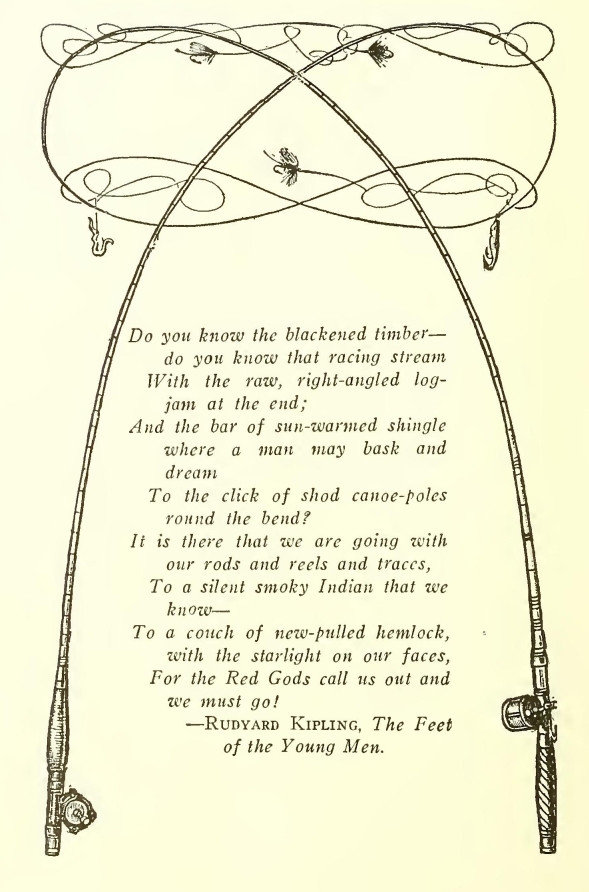 Do you know the blackened timber—
do you know that racing stream
With the raw, right-angled log-
jam at the end;
And the bar of sun-warmed shingle
where a man may bask and
dream
To the click of shod canoe-poles
round the bend?
It is there that we are going with
our rods and reels and traces,
To a silent smoky Indian that we
know—
To a couch of new-pulled hemlock,
with the starlight on our faces,
For the Red Gods call us out and
we must go!
—RUDYARD KIPLING, The Feet
of the Young Men.